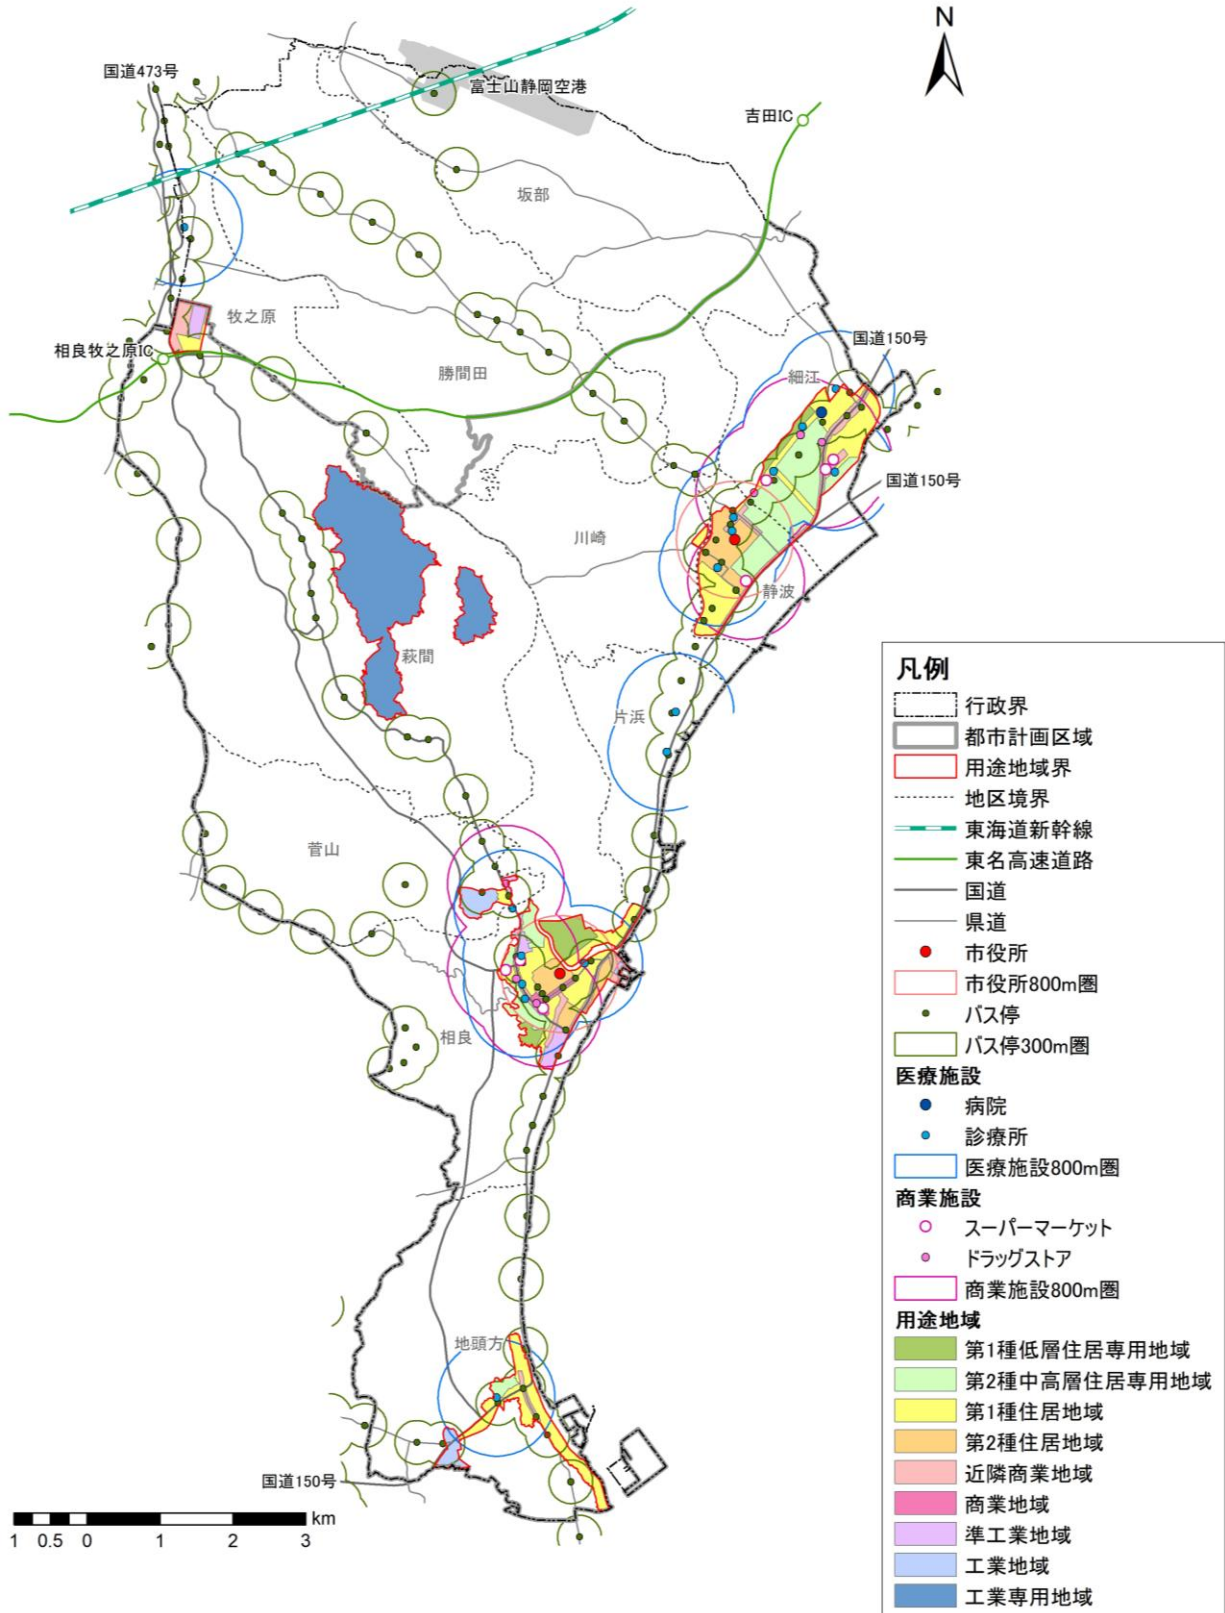 N
国道473号
富士山静岡空港
吉田IC
坂部
牧之原
相良牧之原IC
勝間田
国道150号
細江
国道150号
川崎
静波
萩間
片浜
菅山
相良
地頭方
国道150号
km
1 0.5 0 1 2 3
凡例
行政界
都市計画区域
用途地域界
地区境界
東海道新幹線
東名高速道路
国道
県道
市役所
市役所800m圏
バス停
バス停300m圏
医療施設
病院
診療所
医療施設800m圏
商業施設
スーパーマーケット
ドラッグストア
商業施設800m圏
用途地域
第1種低層住居専用地域
第2種中高層住居専用地域
第1種住居地域
第2種住居地域
近隣商業地域
商業地域
準工業地域
工業地域
工業専用地域